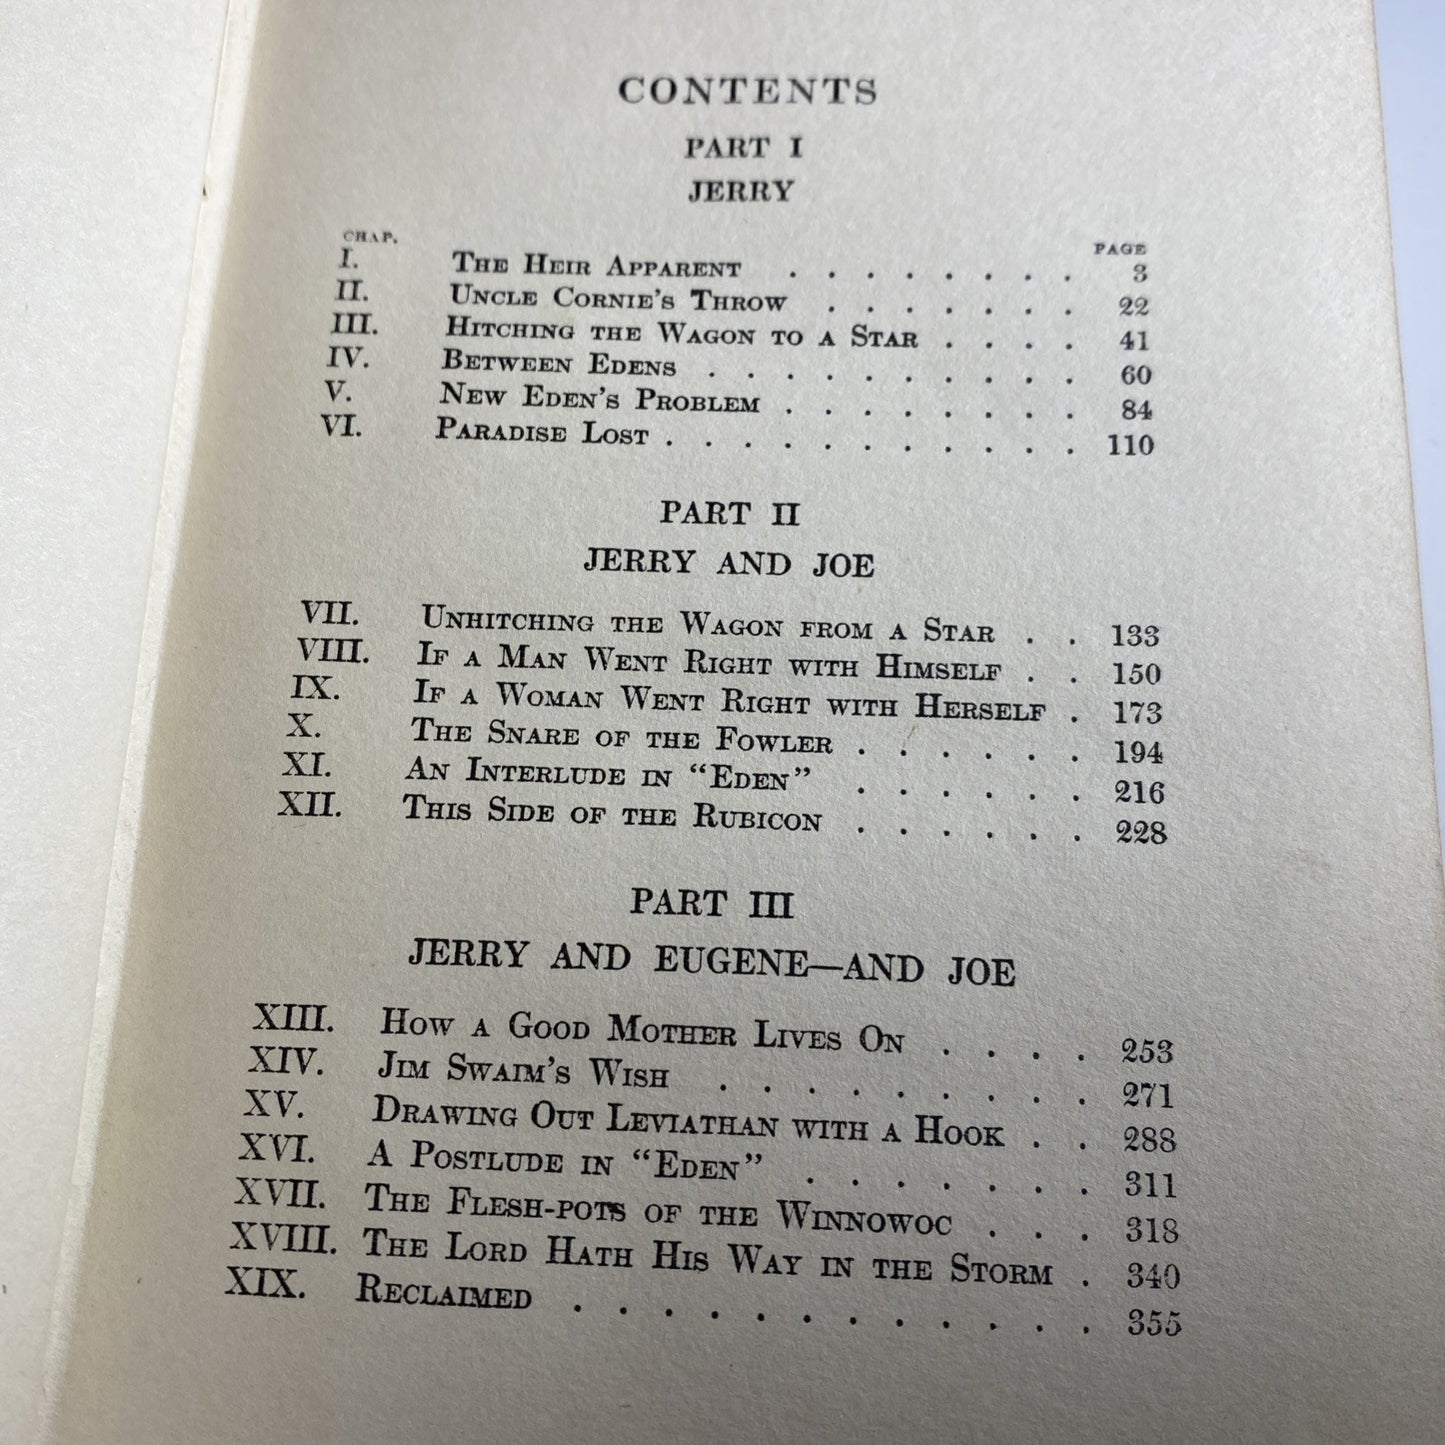 CONTENTS
PART I
JERRY
CHAP. PAGE
I. The Heir Apparent . . . . . . . . 3
II. Uncle Cornie's Throw . . . . . . . 22
III. Hitching the Wagon to a Star . . . . 41
IV. Between Edens . . . . . . . . . . 60
V. New Eden's Problem . . . . . . . . 84
VI. Paradise Lost . . . . . . . . . . . 110
PART II
JERRY AND JOE
VII. Unhitching the Wagon from a Star . . 133
VIII. If a Man Went Right with Himself . . 150
IX. If a Woman Went Right with Herself . 173
X. The Snare of the Fowler . . . . . . 194
XI. An Interlude in "Eden" . . . . . . 216
XII. This Side of the Rubicon . . . . . . 228
PART III
JERRY AND EUGENE—AND JOE
XIII. How a Good Mother Lives On . . . . 253
XIV. Jim Swaim's Wish . . . . . . . . . 271
XV. Drawing Out Leviathan with a Hook . . 288
XVI. A Postlude in "Eden" . . . . . . . 311
XVII. The Flesh-pots of the Winnowoc . . . 318
XVIII. The Lord Hath His Way in the Storm . 340
XIX. Reclaimed . . . . . . . . . . . . 355